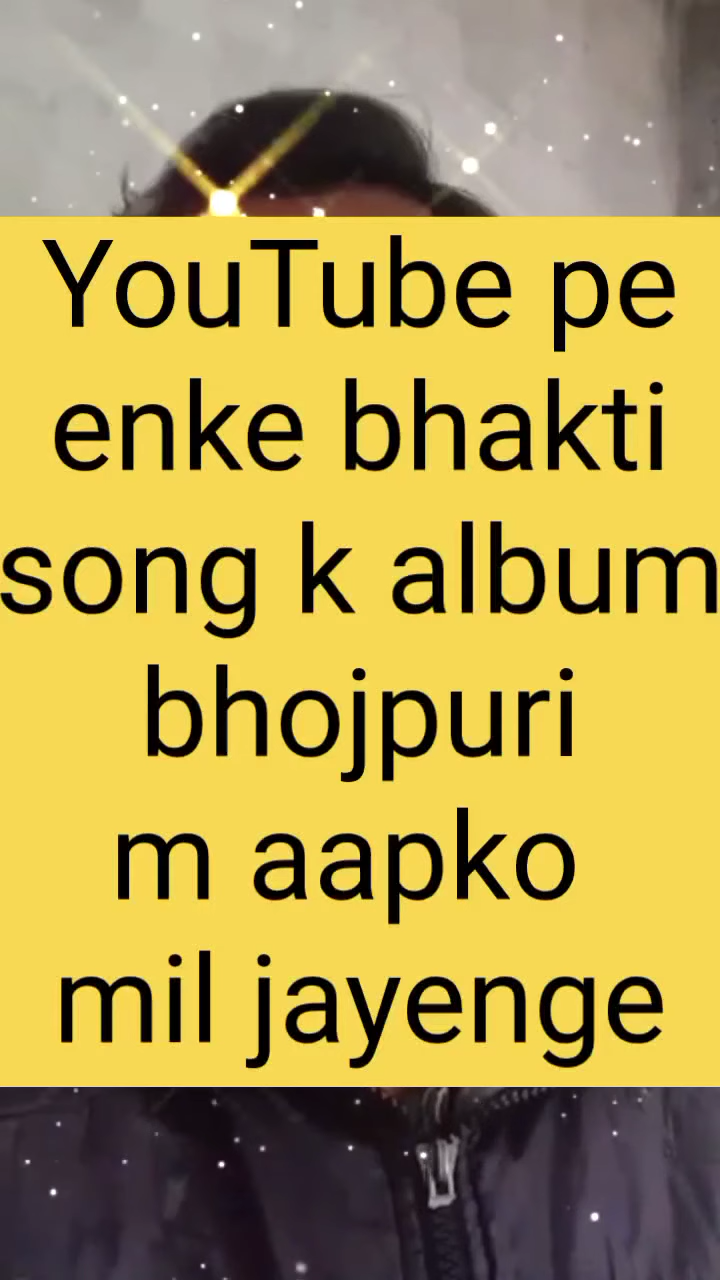 YouTube pe
enke bhakti
song k album
bhojpuri
m aapko
mil jayenge